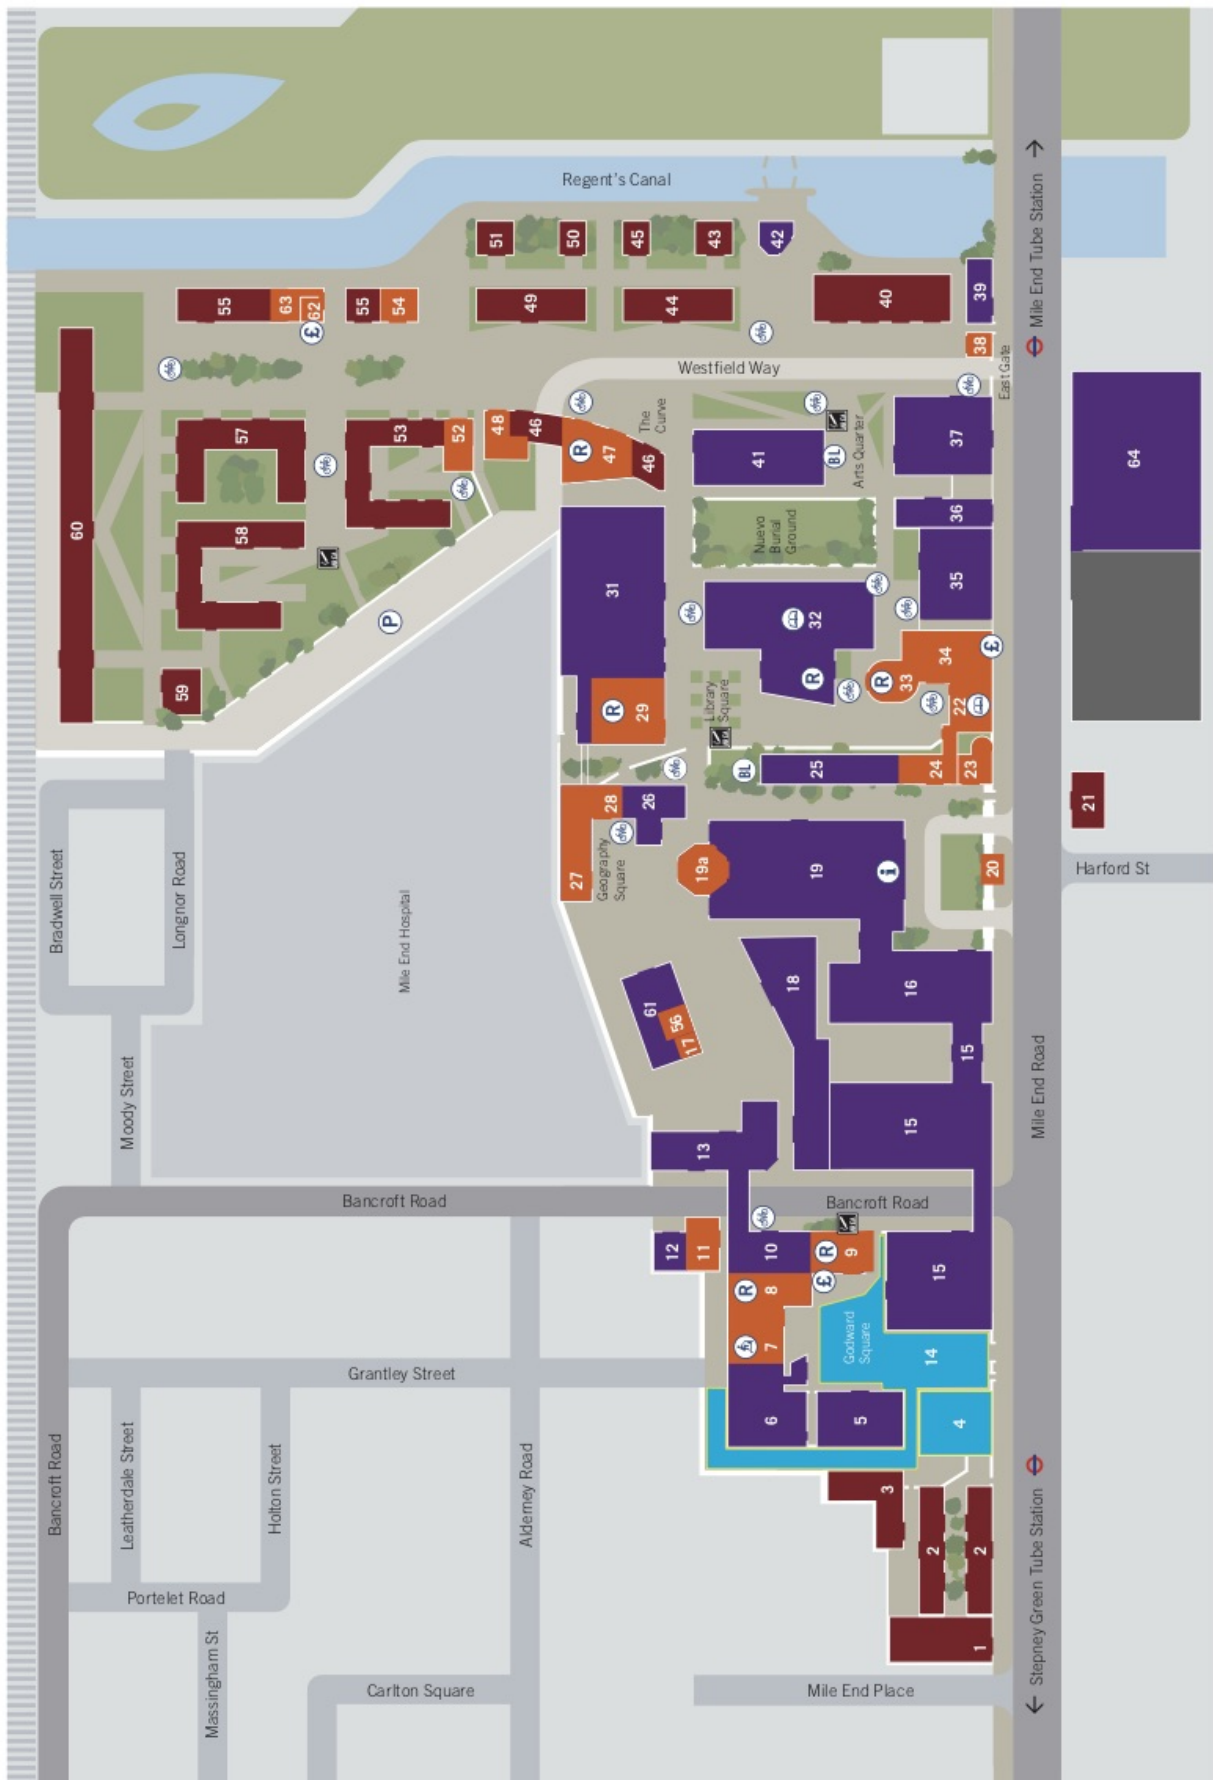 Regent's Canal
51
50
45
43
42
55
63
62
£
55
54
49
44
40
39
38
East Gate
Mile End Tube Station →
Westfield Way
60
57
53
52
48
46
R
47
46
The
Curve
41
BL
Arts Quarter
37
64
58
P
59
31
R
29
Nuevo
Burial
Ground
36
35
32
R
R
33
34
£
22
Library
Square
BL
25
24
23
21
Harford St
Bradwell Street
Longnor Road
Mile End Hospital
28
26
27
Geography
Square
19a
19
i
20
Moody Street
61
56
17
18
16
15
15
Mile End Road
13
Bancroft Road
Bancroft Road
12
11
10
R
9
£
R
8
7
15
Godward
Square
14
Grantley Street
6
5
4
Bancroft Road
Leatherdale Street
Holton Street
Alderney Road
Portelet Road
Massingham St
Carlton Square
Mile End Place
3
2
2
1
← Stepney Green Tube Station